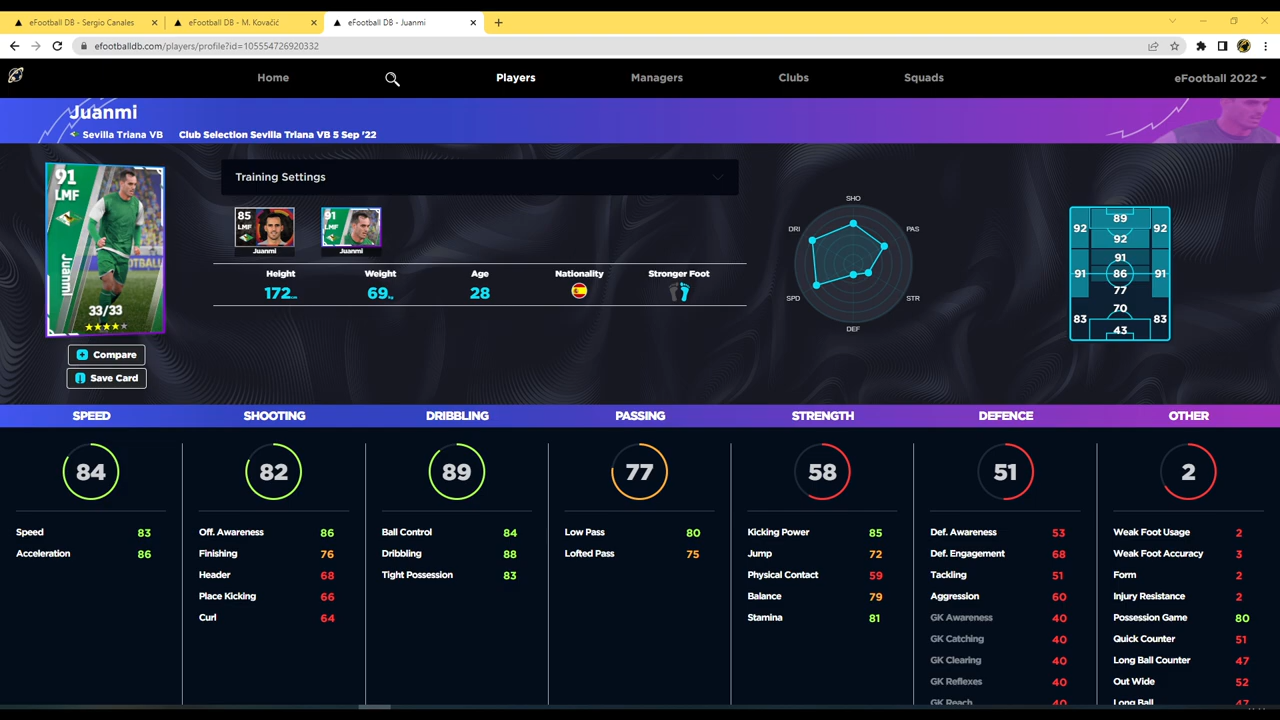 eFootball DB - Sergio Canales
eFootball DB - M. Kovačić
eFootball DB - Juanmi
efootballdb.com/players/profile?id=105554726920332
Home
Players
Managers
Clubs
Squads
eFootball 2022
Juanmi
Sevilla Triana VB Club Selection Sevilla Triana VB 5 Sep '22
91
LMF
Juanmi
33/33
Compare
Save Card
Training Settings
85
LMF
Juanmi
91
LMF
Juanmi
Height Weight Age Nationality Stronger Foot
172 69 28
SHO
DRI PAS
SPD STR
DEF
89
92 92
92
91
91 86 91
77
70
83 83
43
SPEED
84
Speed 83
Acceleration 86
SHOOTING
82
Off. Awareness 86
Finishing 76
Header 68
Place Kicking 66
Curl 64
DRIBBLING
89
Ball Control 84
Dribbling 88
Tight Possession 83
PASSING
77
Low Pass 80
Lofted Pass 75
STRENGTH
58
Kicking Power 85
Jump 72
Physical Contact 59
Balance 79
Stamina 81
DEFENCE
51
Def. Awareness 53
Def. Engagement 68
Tackling 51
Aggression 60
GK Awareness 40
GK Catching 40
GK Clearing 40
GK Reflexes 40
GK Reach 40
OTHER
2
Weak Foot Usage 2
Weak Foot Accuracy 3
Form 2
Injury Resistance 2
Possession Game 80
Quick Counter 51
Long Ball Counter 47
Out Wide 52
Long Ball 47